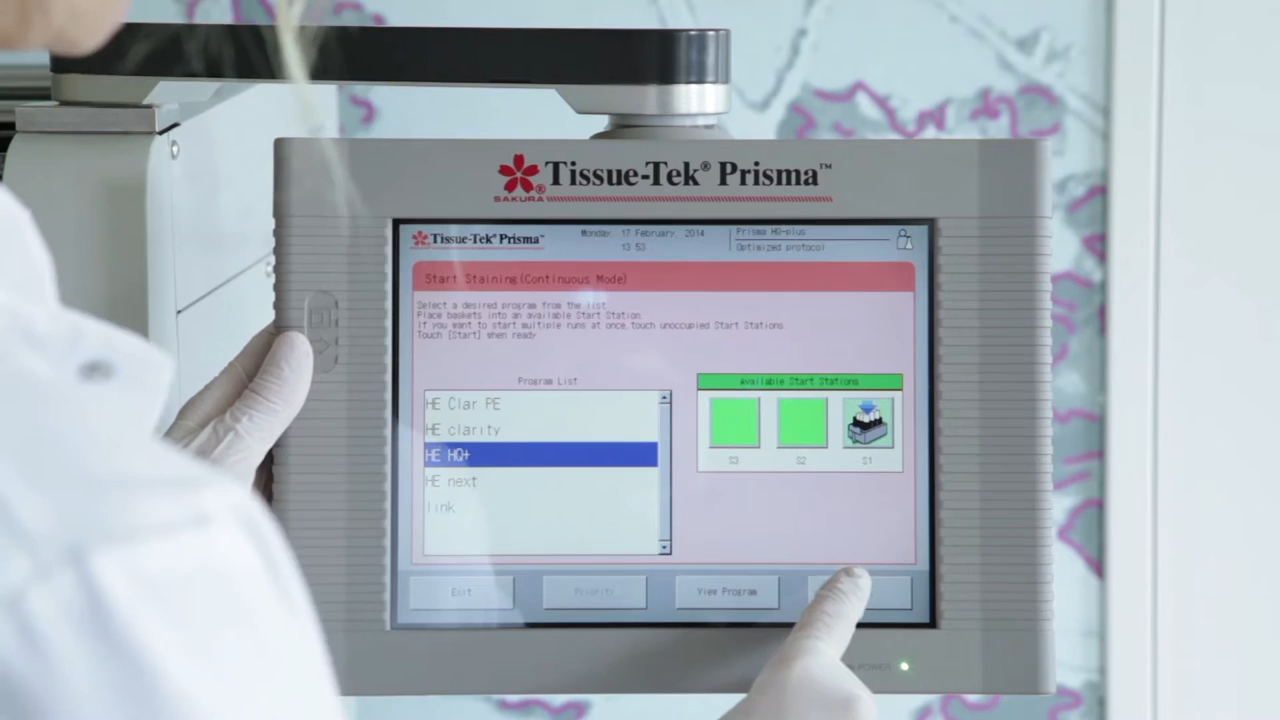 Tissue-Tek® Prisma™
SAKURA
Tissue-Tek® Prisma™
Monday, 17 February, 2014
13 53
Prisma HQ-plus
Optimized protocol
Start Staining(Continuous Mode)
Select a desired program from the list
Place baskets into an available Start Station
If you want to start multiple runs at once, touch unoccupied Start Stations.
Touch [Start] when ready
Program List
HE Clar PE
HE clarity
HE HQ+
HE next
link
Available Start Stations
S3 S2 S1
Exit
Priority
View Program
POWER